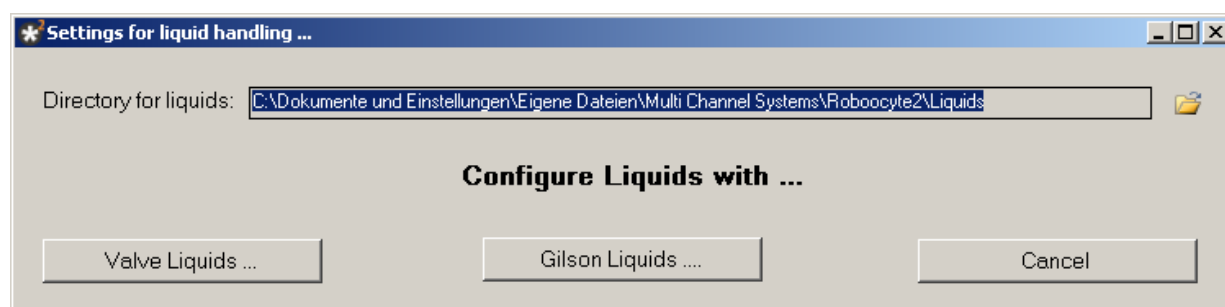 Settings for liquid handling ...
Directory for liquids: C:\Dokumente und Einstellungen\Eigene Dateien\Multi Channel Systems\Roboocyte2\Liquids
Configure Liquids with ...
Valve Liquids ... Gilson Liquids .... Cancel